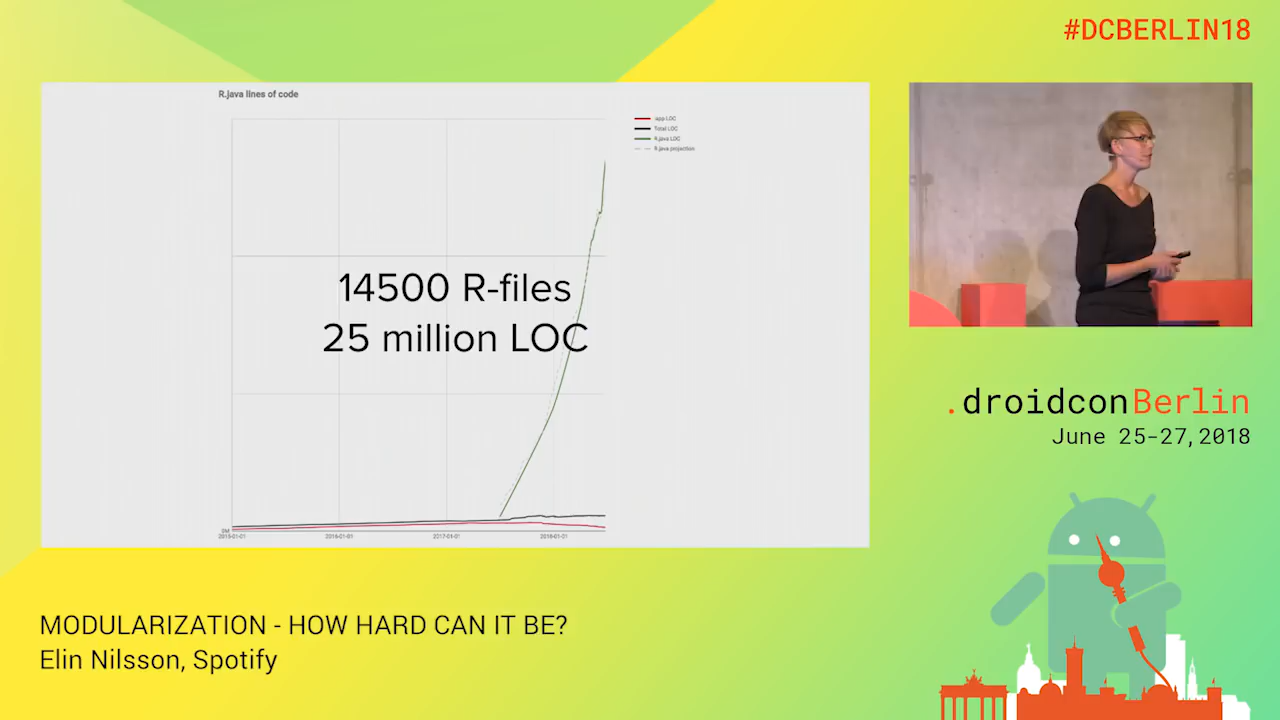 #DCBERLIN18
R.java lines of code
:app LOC
Total LOC
R.java LOC
R.java projection
14500 R-files
25 million LOC
0M
2015-01-01
2016-01-01
2017-01-01
2018-01-01
.droidconBerlin
June 25-27,2018
MODULARIZATION - HOW HARD CAN IT BE?
Elin Nilsson, Spotify